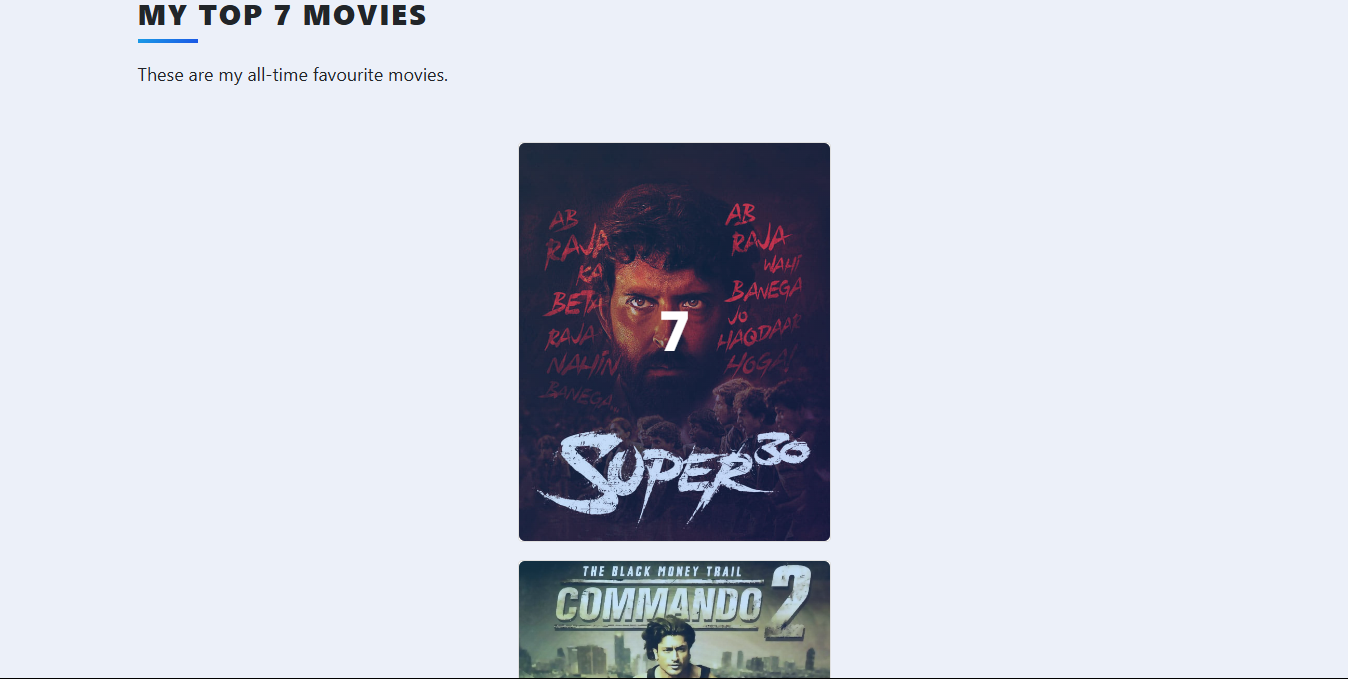 MY TOP 7 MOVIES
These are my all-time favourite movies.
AB
RAJA
KA
BETA
RAJA
NAHIN
BANEGA
AB
RAJA
WAHI
BANEGA
JO
HAQDAAR
HOGA!
7
SUPER 30
THE BLACK MONEY TRAIL
COMMANDO 2